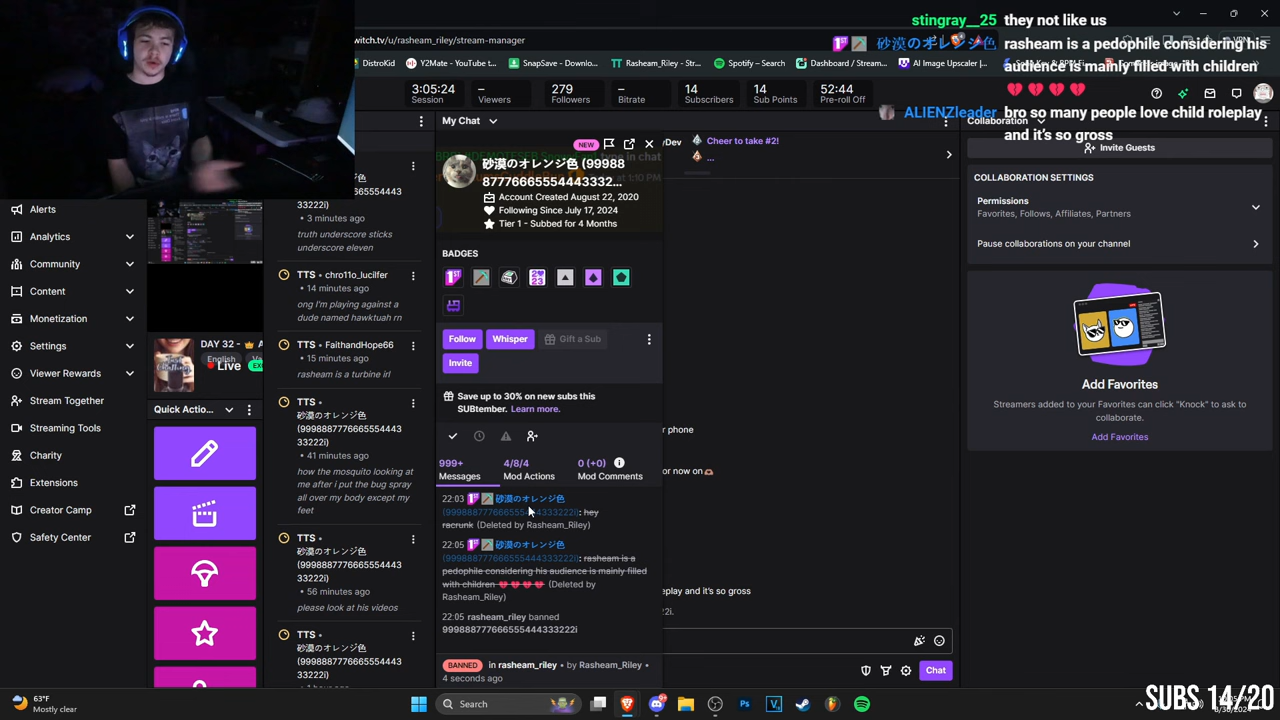 stingray__25 they not like us
砂漠のオレンジ色 rasheam is a pedophile considering his
audience is mainly filled with children
💔 💔 💔 💔
ALIENZleader bro so many people love child roleplay
and it's so gross
witch.tv/u/rasheam_riley/stream-manager
DistroKid
Y2Mate - YouTube t...
SnapSave - Downlo...
Rasheam_Riley - Tw...
Spotify – Search
Dashboard / Stream...
AI Image Upscaler |...
3:05:24
Session
-
Viewers
279
Followers
-
Bitrate
14
Subscribers
14
Sub Points
52:44
Pre-roll Off
My Chat
Cheer to take #2!
...
Collaboration
Invite Guests
COLLABORATION SETTINGS
Permissions
Favorites, Follows, Affiliates, Partners
Pause collaborations on your channel
Add Favorites
Streamers added to your Favorites can click "Knock" to ask to
collaborate.
Add Favorites
NEW
砂漠のオレンジ色 (99988
87776665554443332...
Account Created August 22, 2020
Following Since July 17, 2024
Tier 1 - Subbed for 4 Months
BADGES
Follow
Whisper
Gift a Sub
Invite
Save up to 30% on new subs this
SUBtember. Learn more.
999+
Messages
4/8/4
Mod Actions
0 (+0)
Mod Comments
22:03 砂漠のオレンジ色
: hey
racrunk (Deleted by Rasheam_Riley)
22:05 砂漠のオレンジ色
(9998887776665554443332222i): rasheam is a
pedophile considering his audience is mainly filled
with children 💔 💔 💔 💔 (Deleted by
Rasheam_Riley)
22:05 rasheam_riley banned
9998887776665554443332222i
BANNED in rasheam_riley • by Rasheam_Riley •
4 seconds ago
r phone
or now on
eplay and it's so gross
22i.
Chat
Alerts
Analytics
Community
Content
Monetization
Settings
Viewer Rewards
Stream Together
Streaming Tools
Charity
Extensions
Creator Camp
Safety Center
DAY 32 -
English
Live
Quick Actio...
33222i)
• 3 minutes ago
truth underscore sticks
underscore eleven
TTS • chro11o_lucilfer
• 14 minutes ago
ong I'm playing against a
dude named hawktuah rn
TTS • FaithandHope66
• 15 minutes ago
rasheam is a turbine irl
TTS •
砂漠のオレンジ色
(9998887776665554443
33222i)
• 41 minutes ago
how the mosquito looking at
me after i put the bug spray
all over my body except my
feet
TTS •
砂漠のオレンジ色
(9998887776665554443
33222i)
• 56 minutes ago
please look at his videos
TTS •
砂漠のオレンジ色
(9998887776665554443
33222i)
63°F
Mostly clear
Search
SUBS 14/20